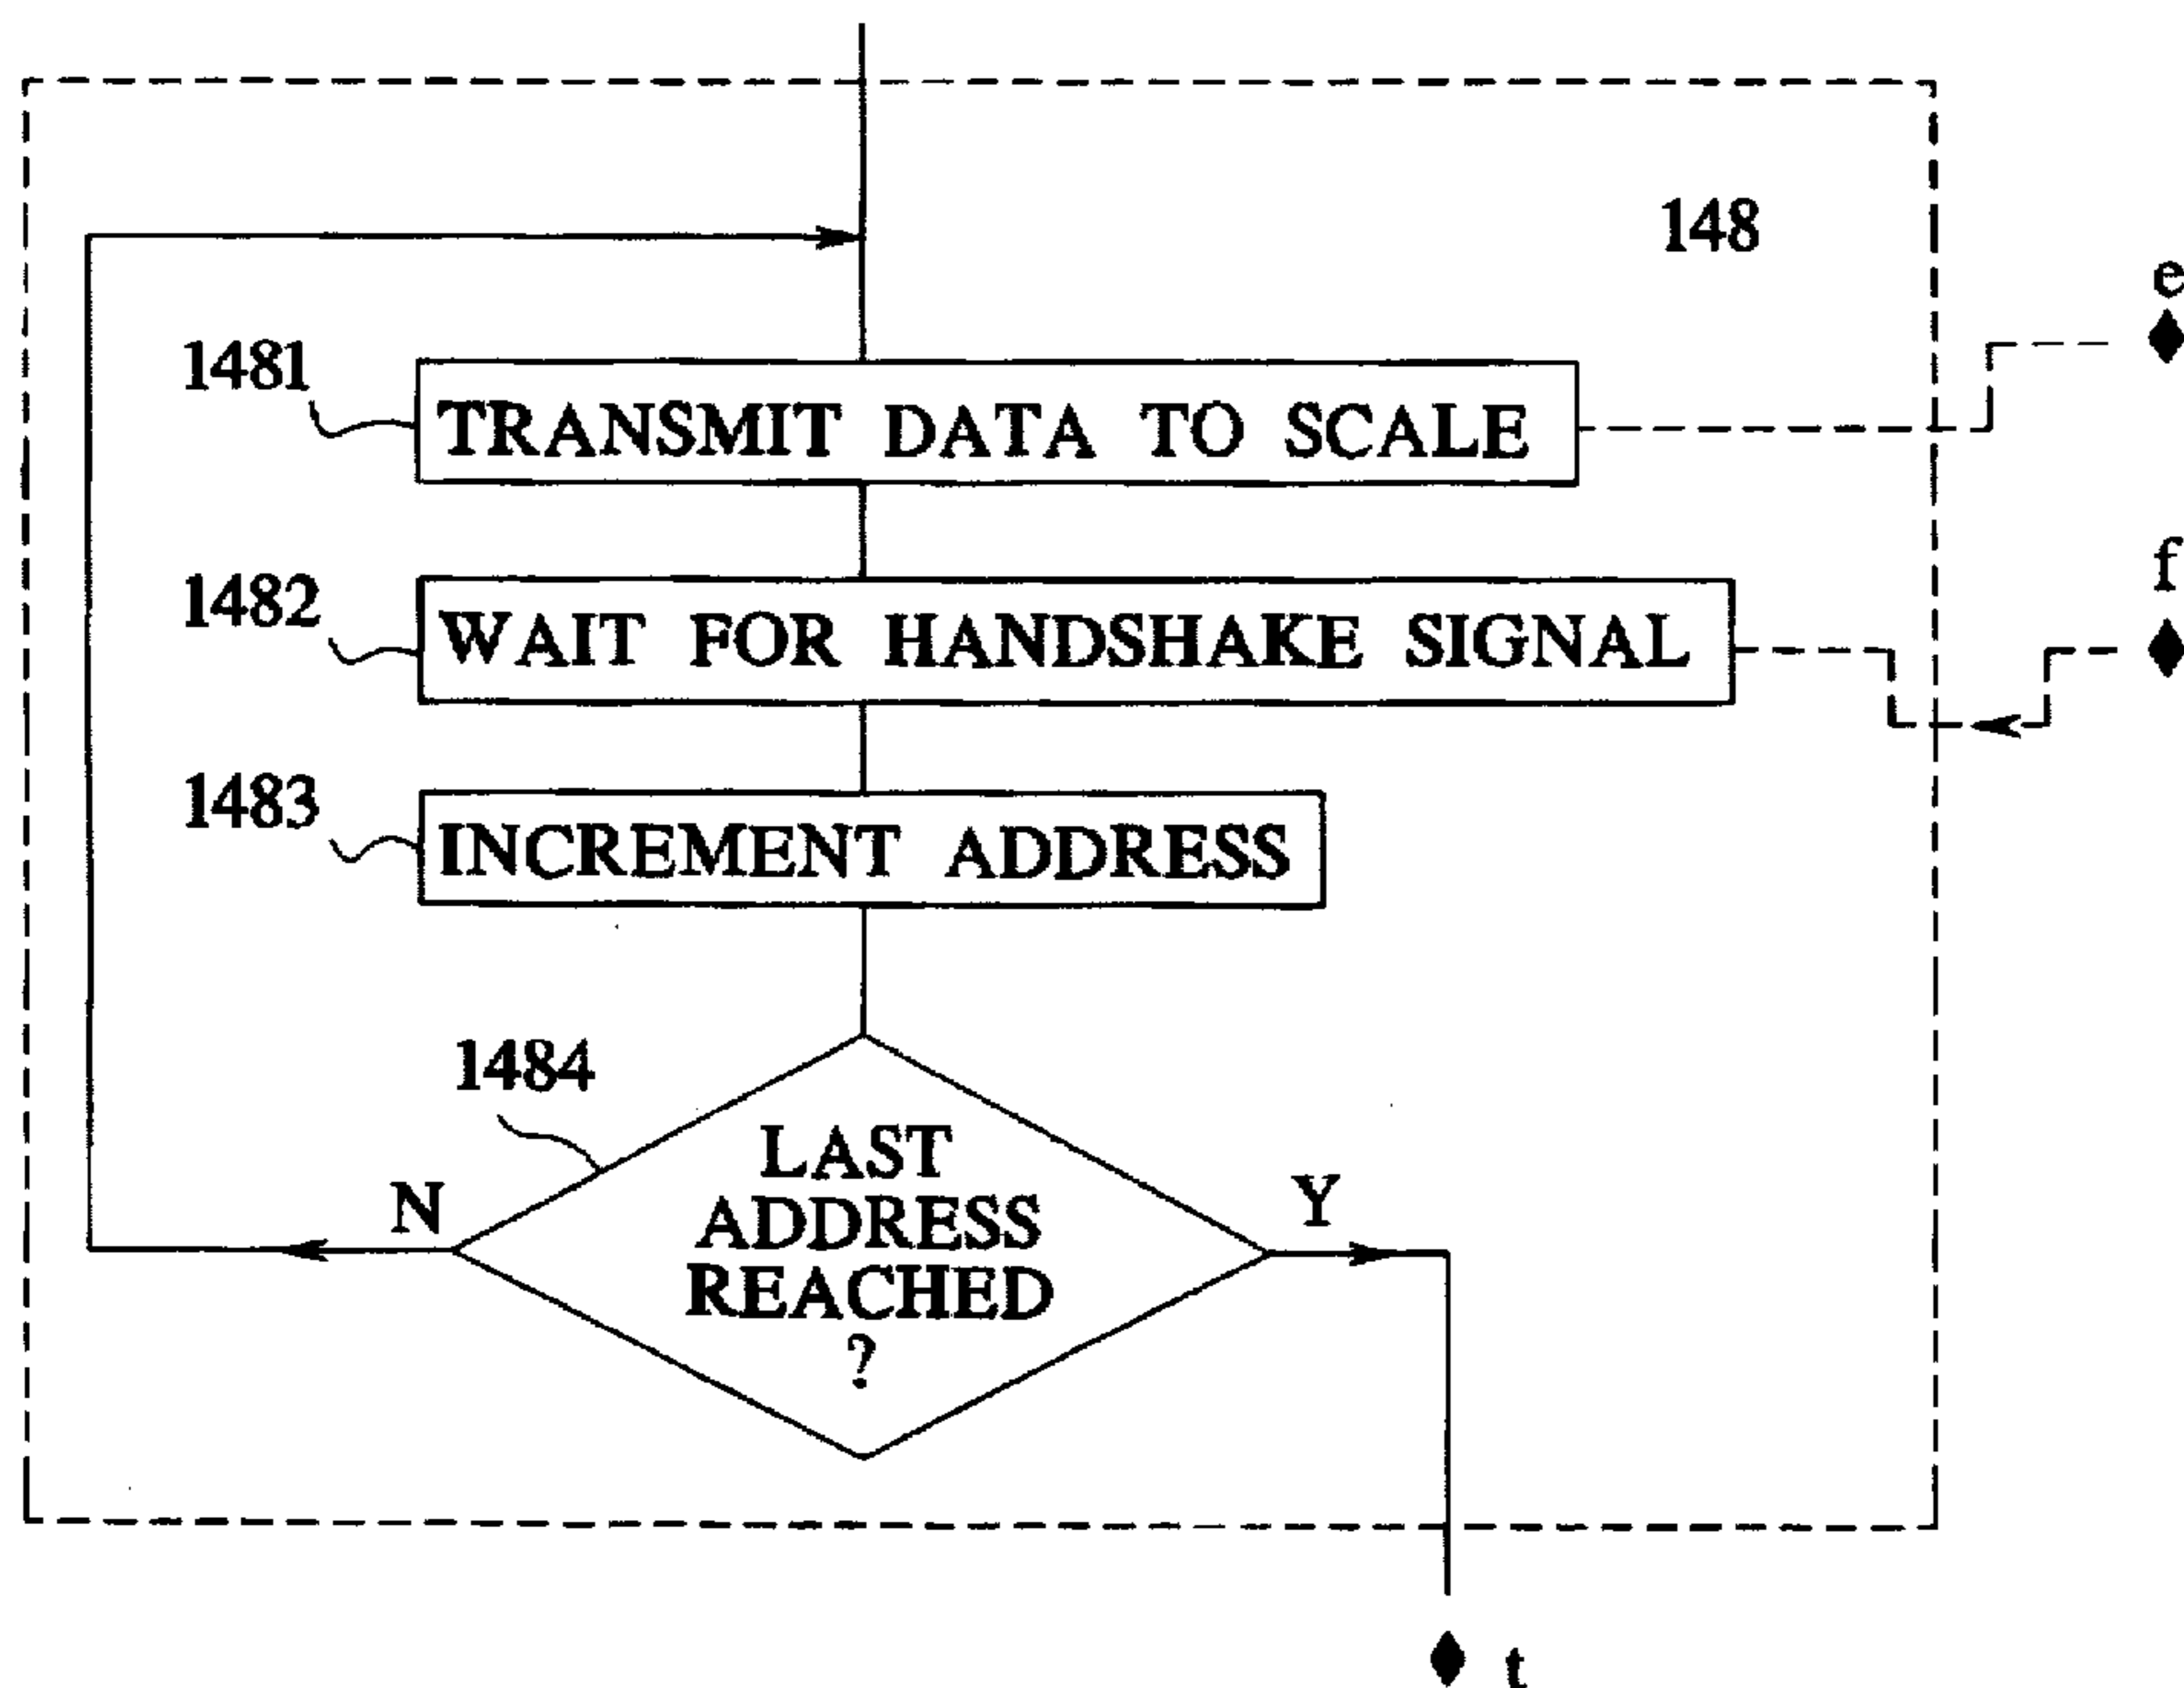 148
e
1481
TRANSMIT DATA TO SCALE
f
1482
WAIT FOR HANDSHAKE SIGNAL
1483
INCREMENT ADDRESS
1484
LAST
ADDRESS
REACHED
?
N
Y
t